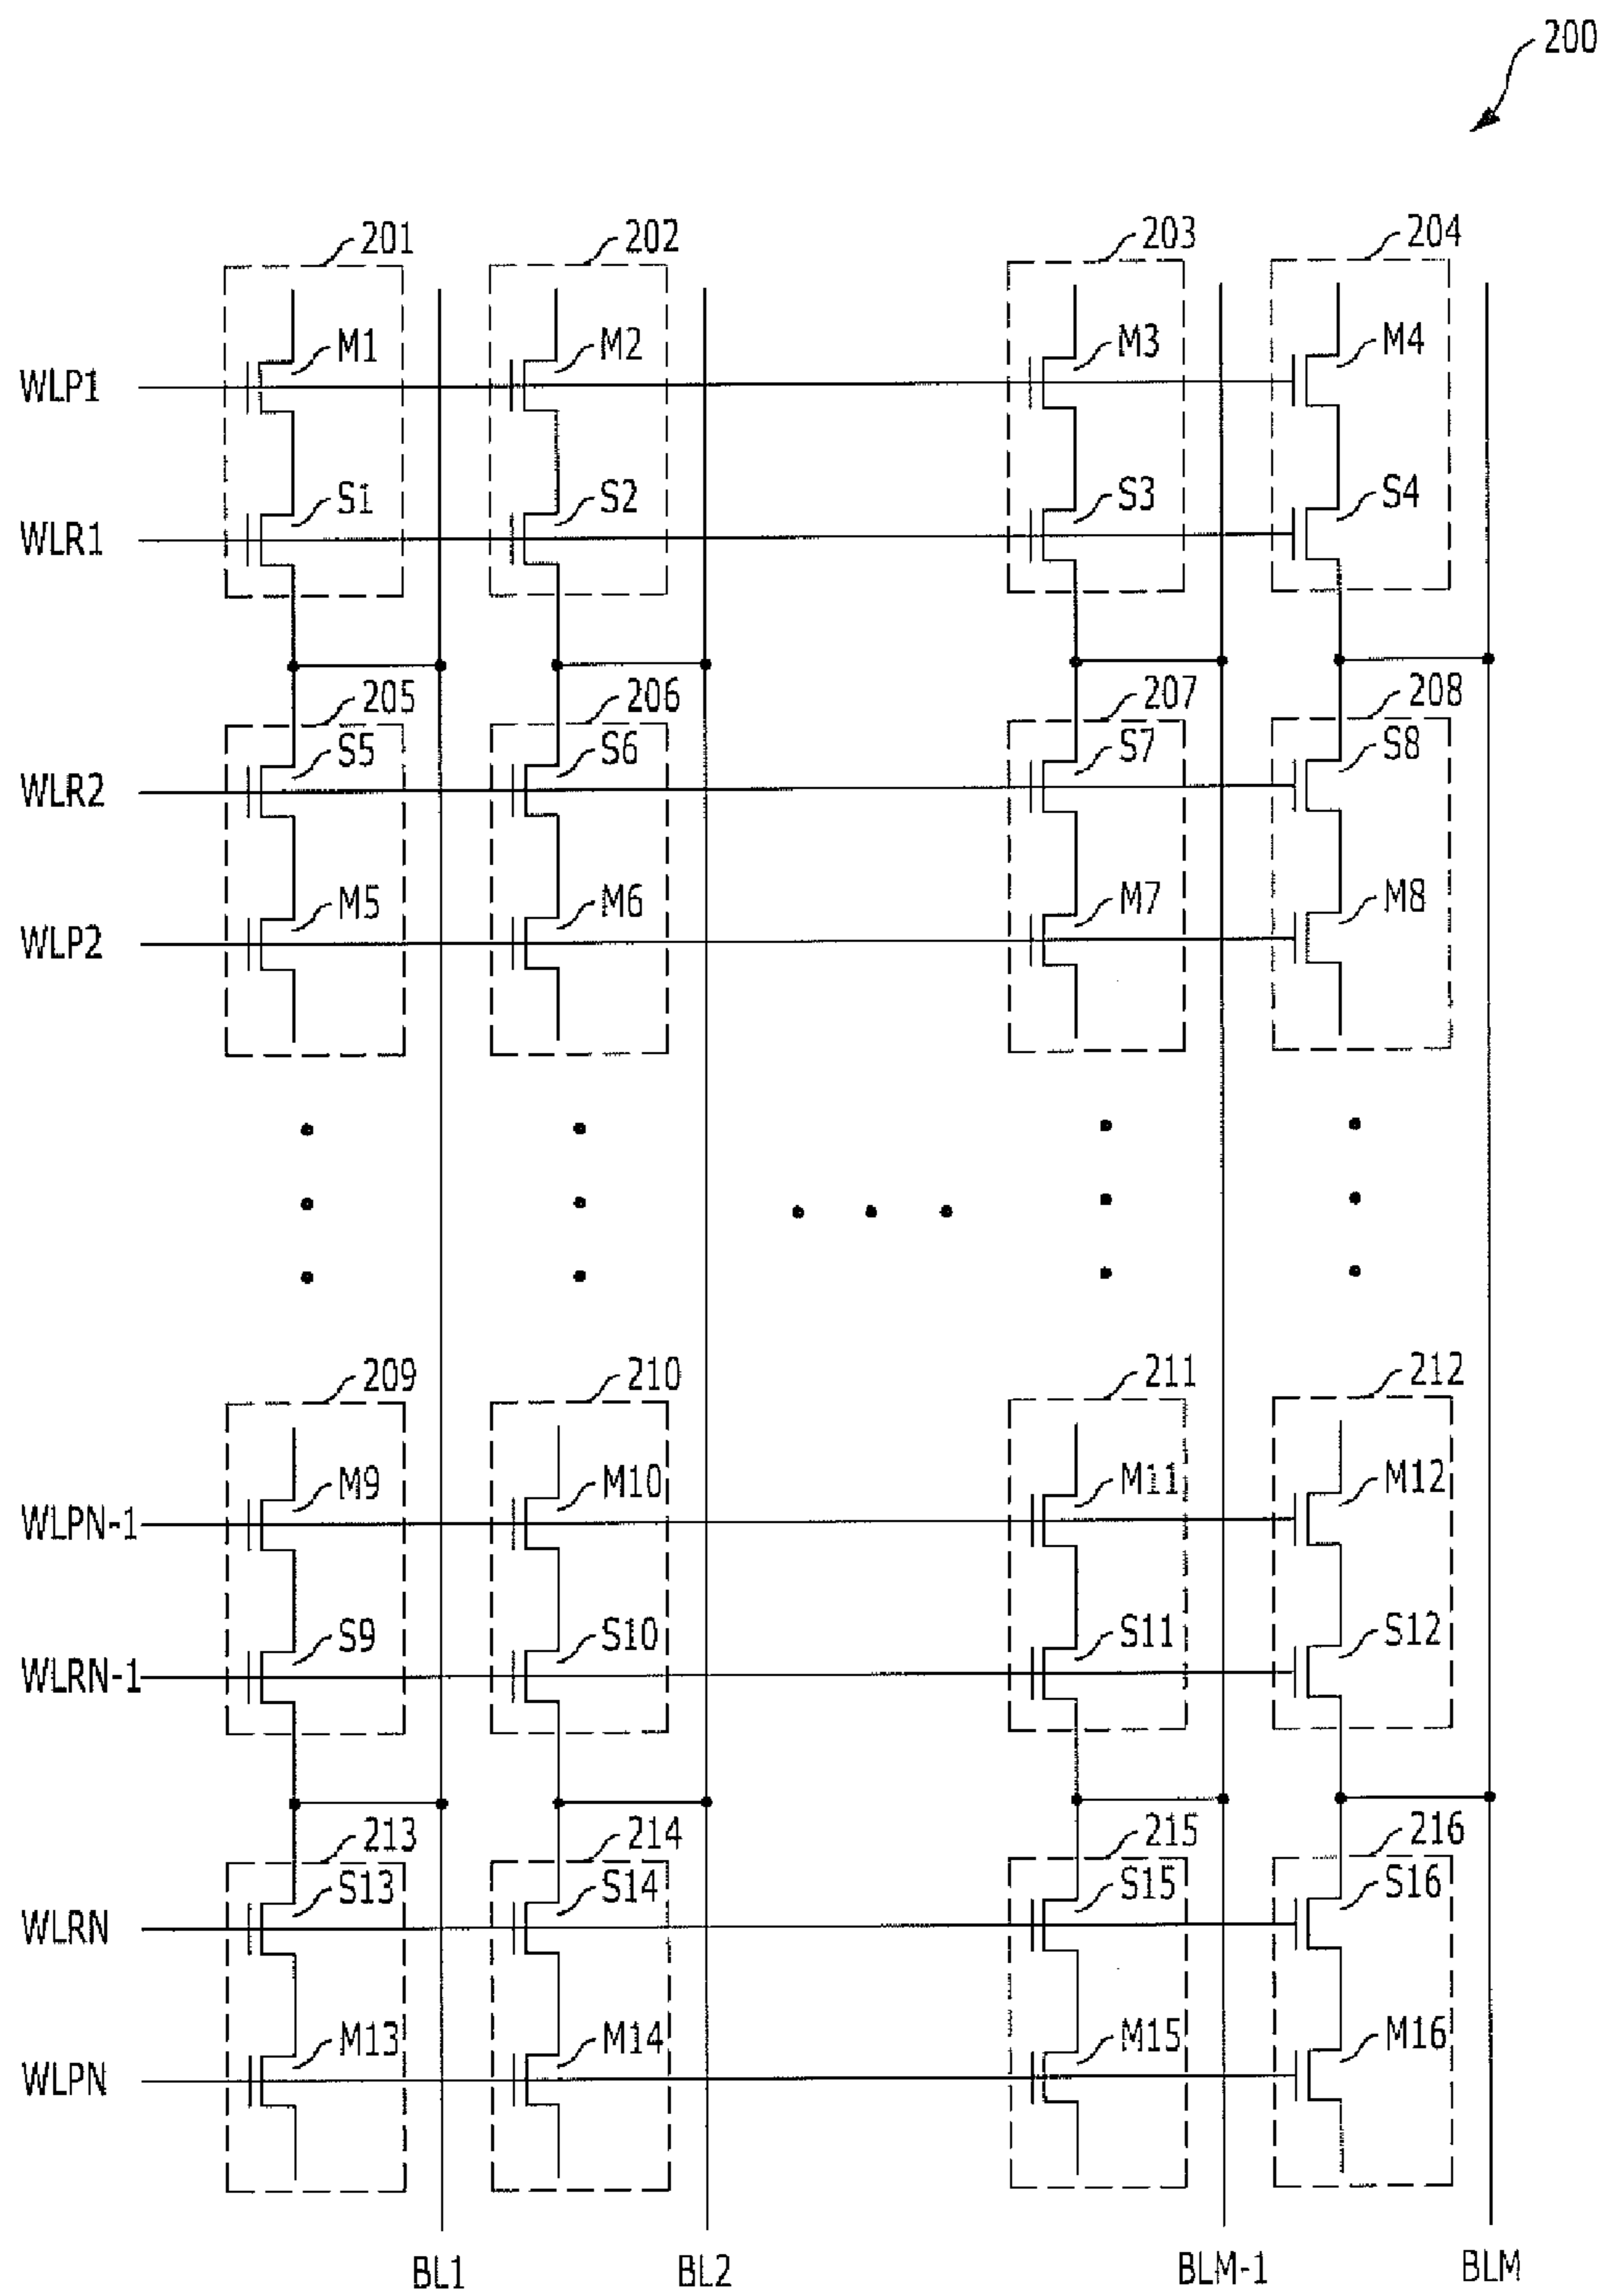 200
201 202 203 204
M1 M2 M3 M4
WLP1
S1 S2 S3 S4
WLR1
205 206 207 208
S5 S6 S7 S8
WLR2
M5 M6 M7 M8
WLP2
209 210 211 212
M9 M10 M11 M12
WLPN-1
S9 S10 S11 S12
WLRN-1
213 214 215 216
S13 S14 S15 S16
WLRN
M13 M14 M15 M16
WLPN
BL1 BL2 BLM-1 BLM